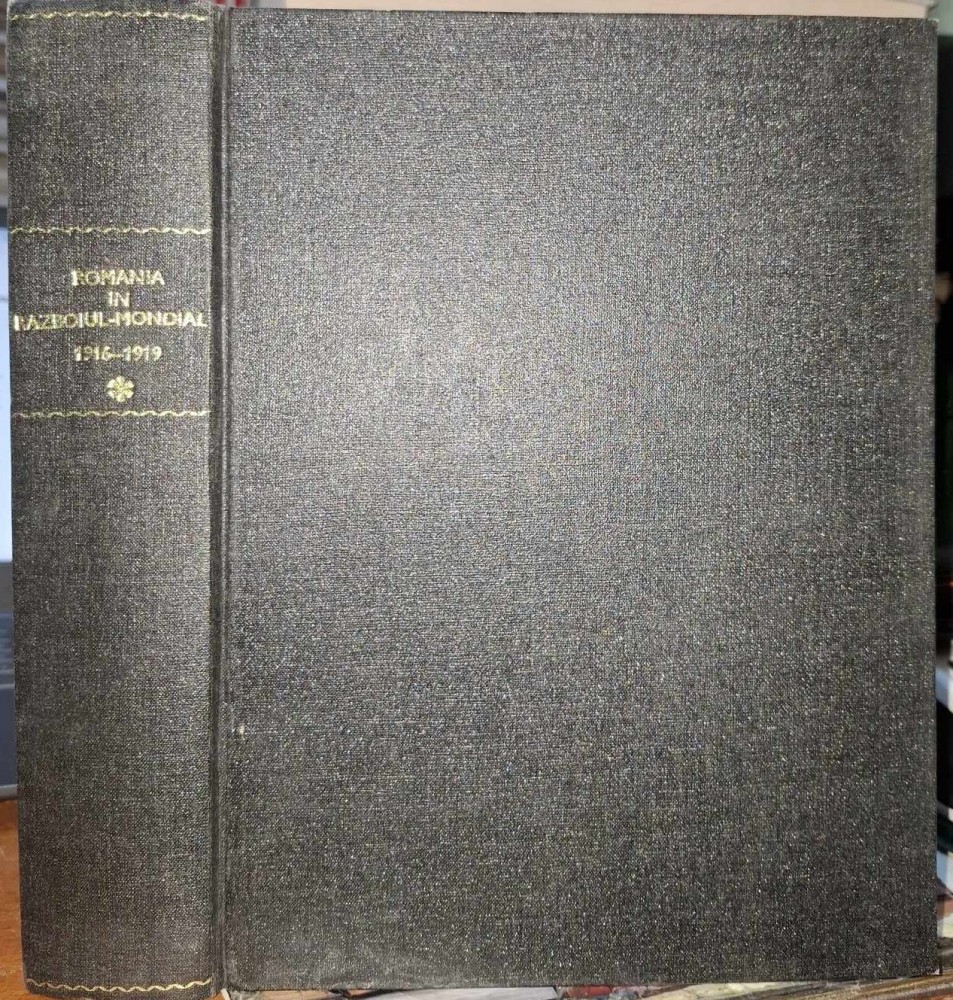 ROMANIA
IN
RAZBOIUL-MONDIAL
1916-1919